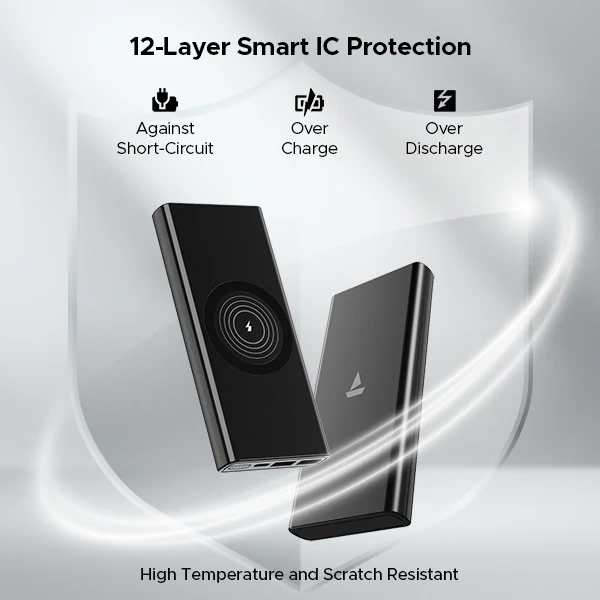 12-Layer Smart IC Protection
Against
Short-Circuit
Over
Charge
Over
Discharge
High Temperature and Scratch Resistant